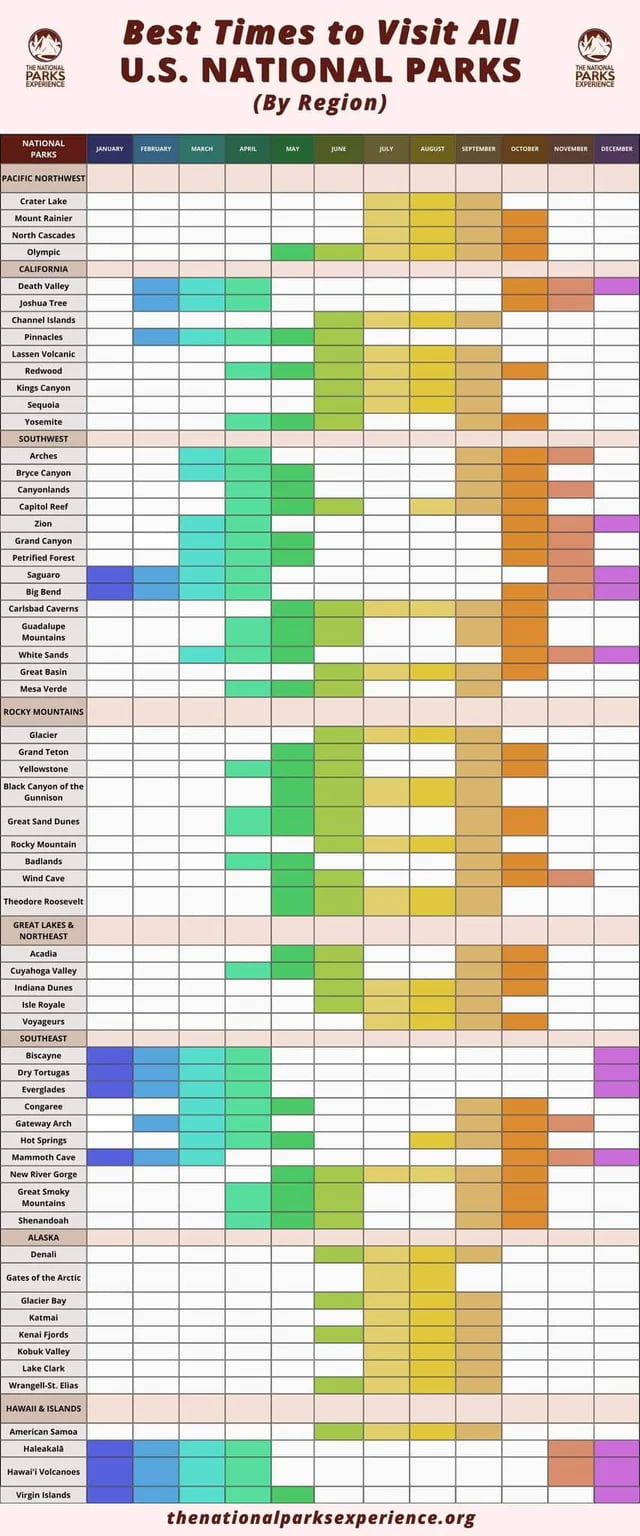 Best Times to Visit All
U.S. NATIONAL PARKS
(By Region)
THE NATIONAL
PARKS
EXPERIENCE
THE NATIONAL
PARKS
EXPERIENCE
NATIONAL
PARKS
JANUARY
FEBRUARY
MARCH
APRIL
MAY
JUNE
JULY
AUGUST
SEPTEMBER
OCTOBER
NOVEMBER
DECEMBER
PACIFIC NORTHWEST
Crater Lake
Mount Rainier
North Cascades
Olympic
CALIFORNIA
Death Valley
Joshua Tree
Channel Islands
Pinnacles
Lassen Volcanic
Redwood
Kings Canyon
Sequoia
Yosemite
SOUTHWEST
Arches
Bryce Canyon
Canyonlands
Capitol Reef
Zion
Grand Canyon
Petrified Forest
Saguaro
Big Bend
Carlsbad Caverns
Guadalupe
Mountains
White Sands
Great Basin
Mesa Verde
ROCKY MOUNTAINS
Glacier
Grand Teton
Yellowstone
Black Canyon of the
Gunnison
Great Sand Dunes
Rocky Mountain
Badlands
Wind Cave
Theodore Roosevelt
GREAT LAKES &
NORTHEAST
Acadia
Cuyahoga Valley
Indiana Dunes
Isle Royale
Voyageurs
SOUTHEAST
Biscayne
Dry Tortugas
Everglades
Congaree
Gateway Arch
Hot Springs
Mammoth Cave
New River Gorge
Great Smoky
Mountains
Shenandoah
ALASKA
Denali
Gates of the Arctic
Glacier Bay
Katmai
Kenai Fjords
Kobuk Valley
Lake Clark
Wrangell-St. Elias
HAWAII & ISLANDS
American Samoa
Haleakalā
Hawai'i Volcanoes
Virgin Islands
thenationalparksexperience.org